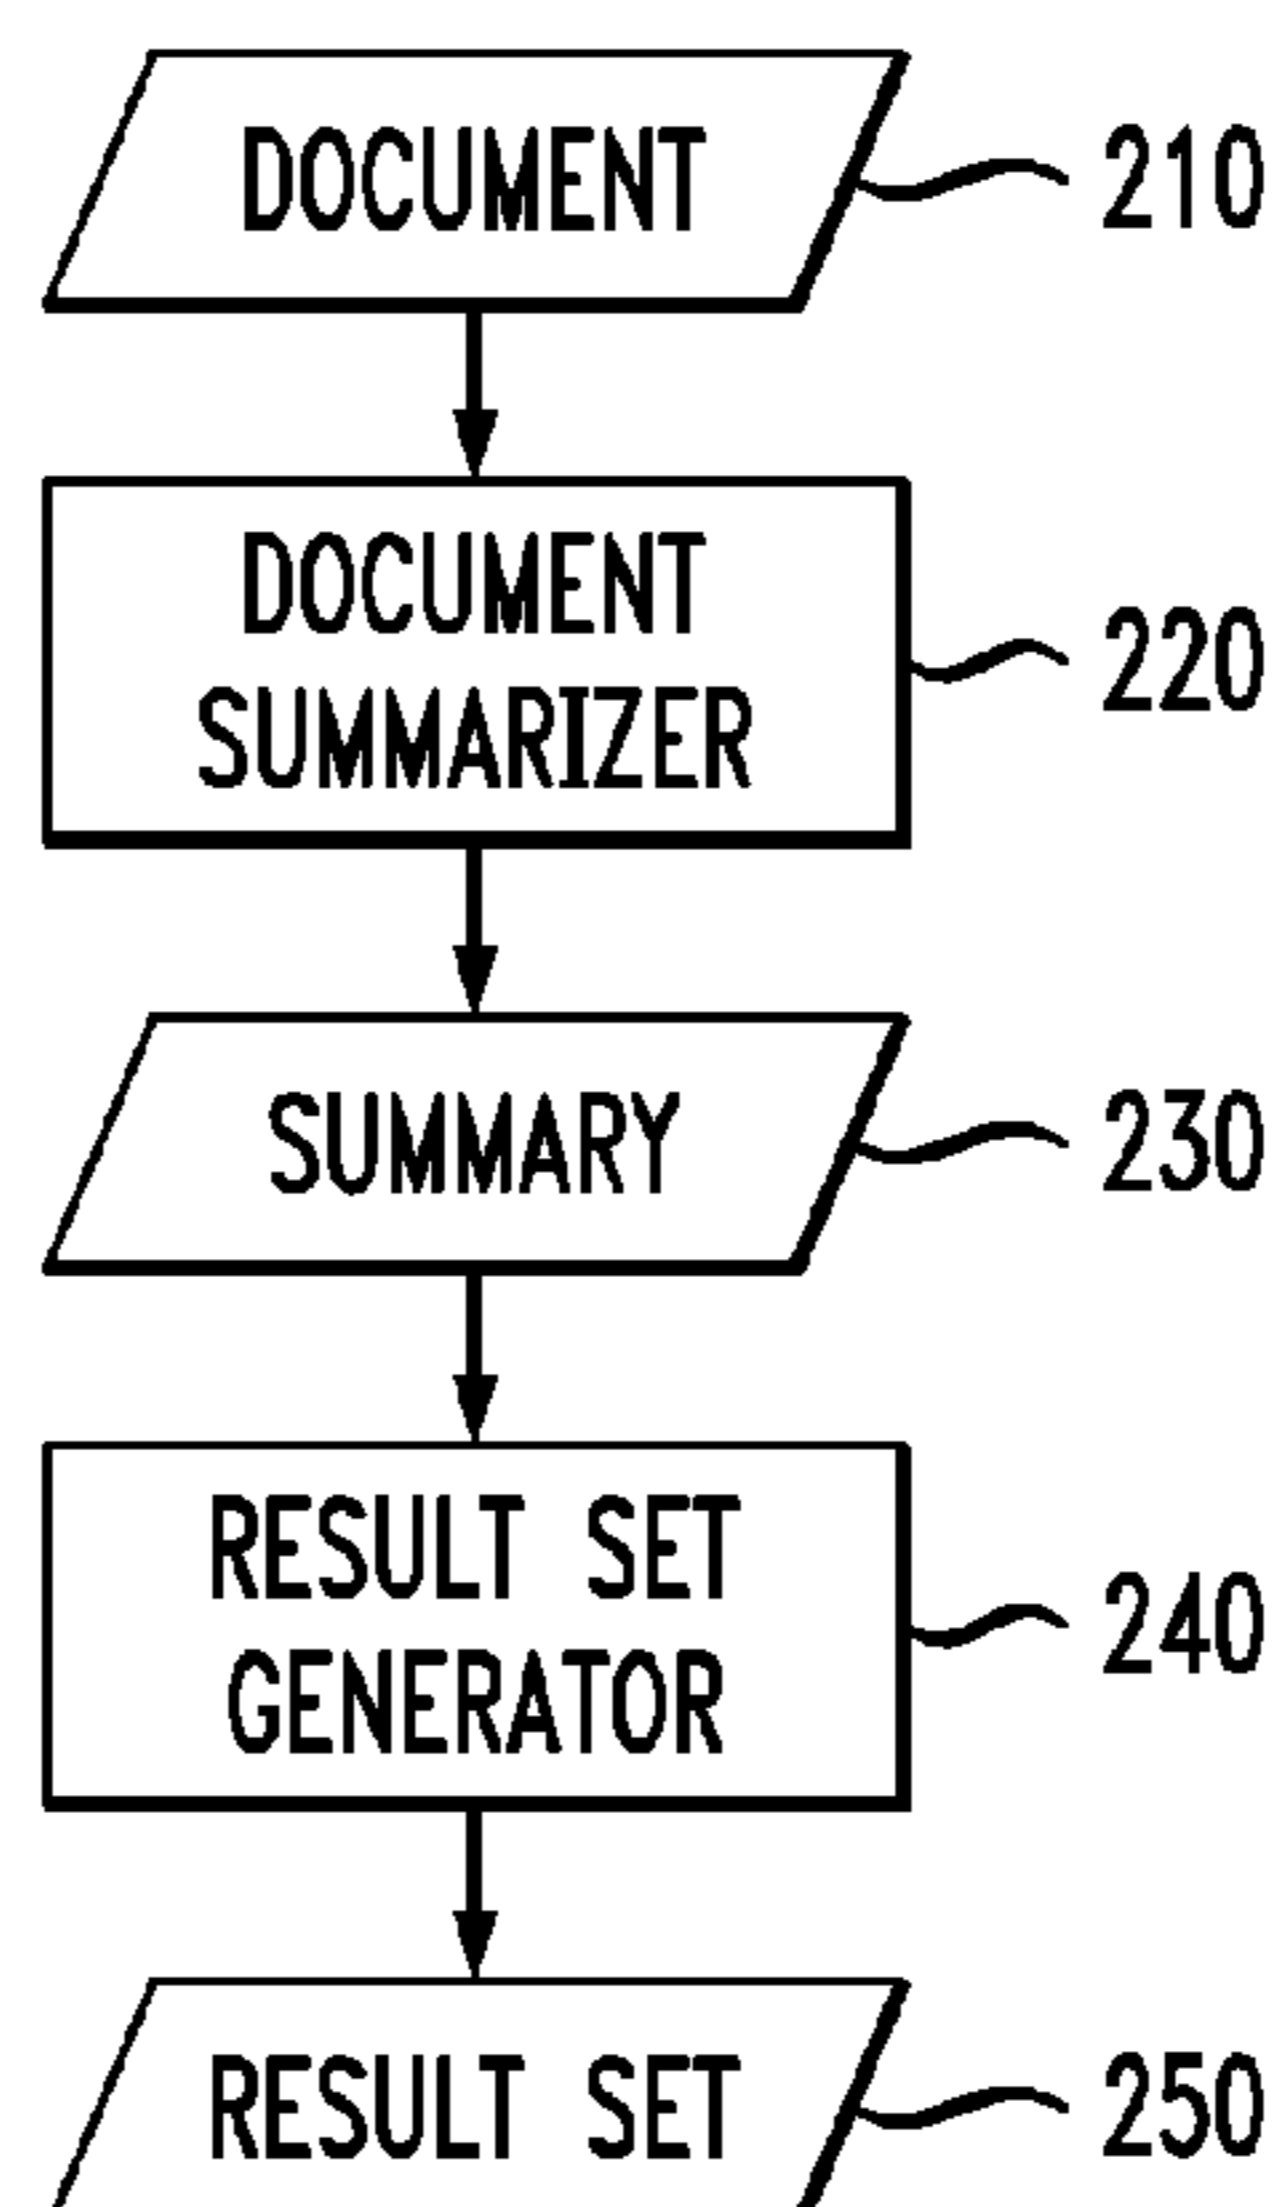 DOCUMENT
210
DOCUMENT
SUMMARIZER
220
SUMMARY
230
RESULT SET
GENERATOR
240
RESULT SET
250